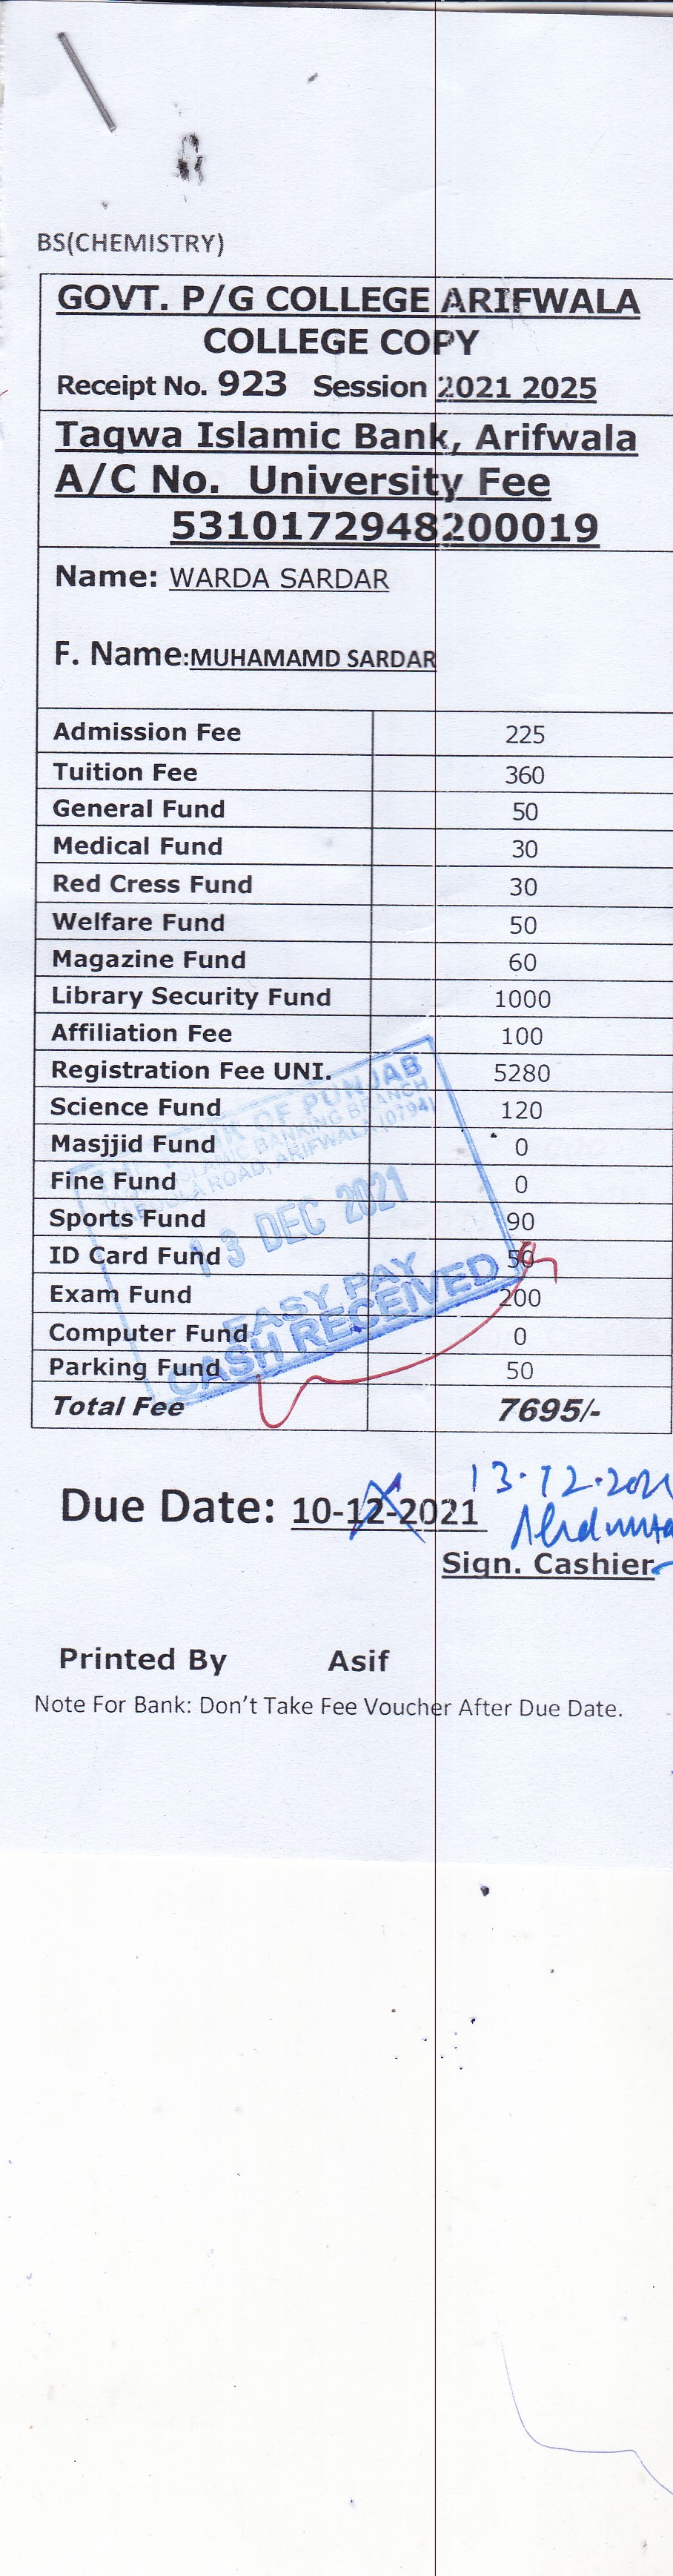 BS(CHEMISTRY)
GOVT. P/G COLLEGE ARIFWALA
COLLEGE COPY
Receipt No. 923 Session 2021 2025
Taqwa Islamic Bank, Arifwala
A/C No. University Fee
5310172948200019
Name: WARDA SARDAR
F. Name:MUHAMAMD SARDAR
Admission Fee 225
Tuition Fee 360
General Fund 50
Medical Fund 30
Red Cress Fund 30
Welfare Fund 50
Magazine Fund 60
Library Security Fund 1000
Affiliation Fee 100
Registration Fee UNI. 5280
Science Fund 120
Masjjid Fund 0
Fine Fund 0
Sports Fund 90
ID Card Fund 50
Exam Fund 200
Computer Fund 0
Parking Fund 50
Total Fee 7695/-
THE BANK OF PUNJAB
ISLAMIC BANKING BRANCH
ROAD, ARIFWALA (0794)
13 DEC 2021
EASY PAY
CASH RECEIVED
13.12.2021
Due Date: 10-12-2021
Sign. Cashier
Printed By Asif
Note For Bank: Don't Take Fee Voucher After Due Date.